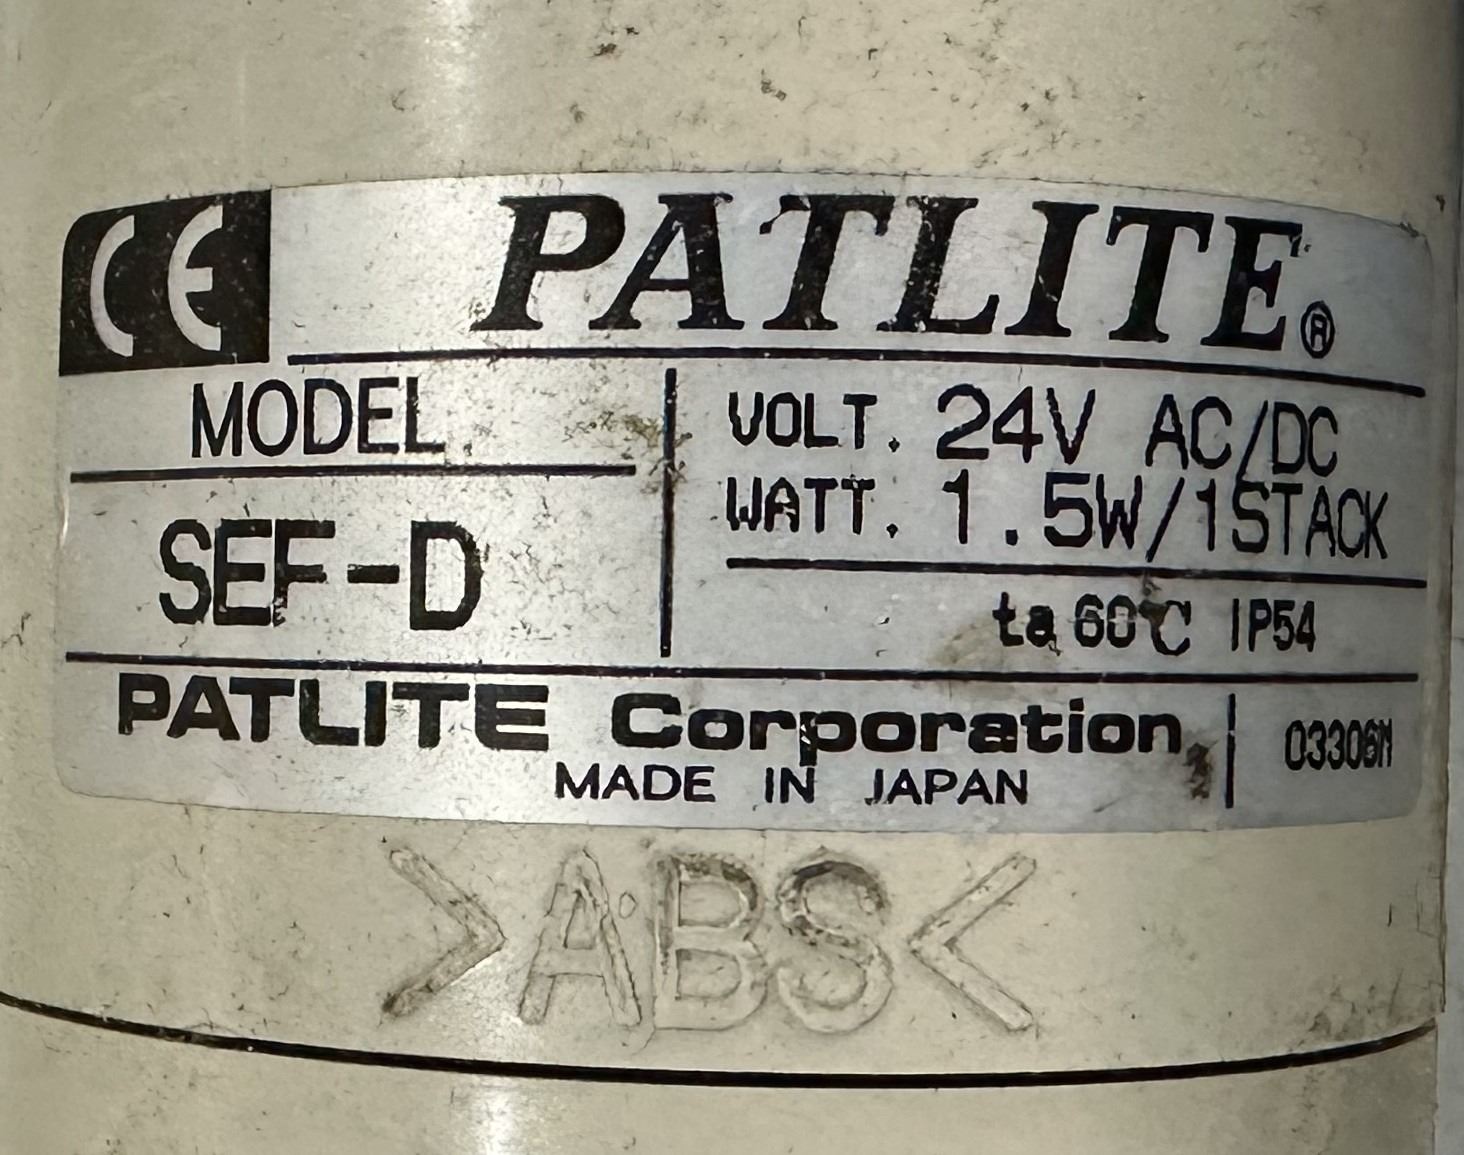 CE PATLITE®
MODEL
SEF-D
VOLT. 24V AC/DC
WATT. 1.5W/1STACK
ta 60℃ IP54
PATLITE Corporation
MADE IN JAPAN
03306M
>ABS<